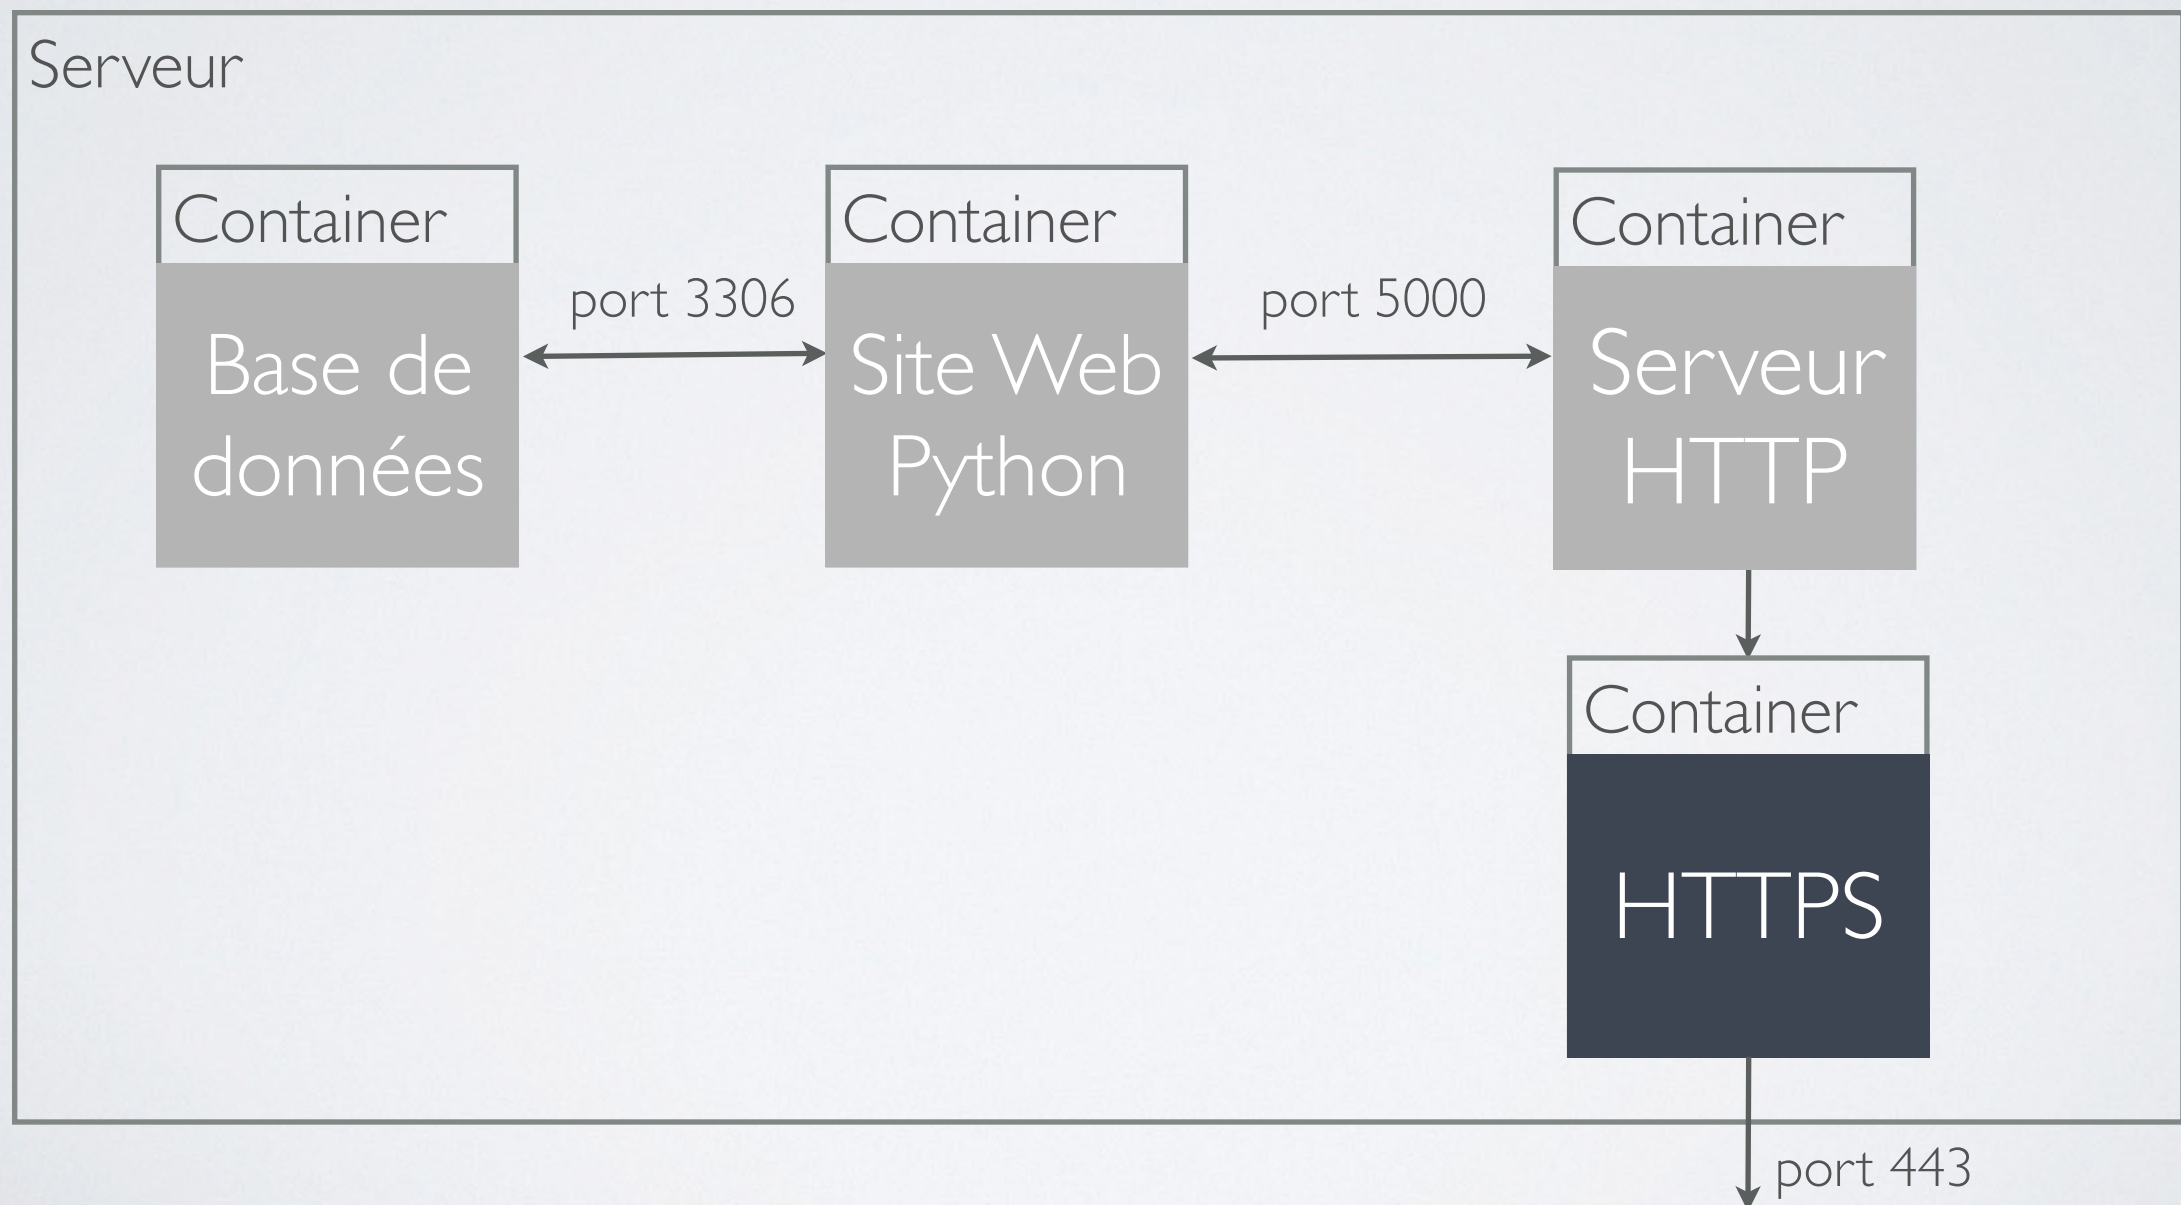 Serveur
Container
Base de
données
port 3306
Container
Site Web
Python
port 5000
Container
Serveur
HTTP
Container
HTTPS
port 443